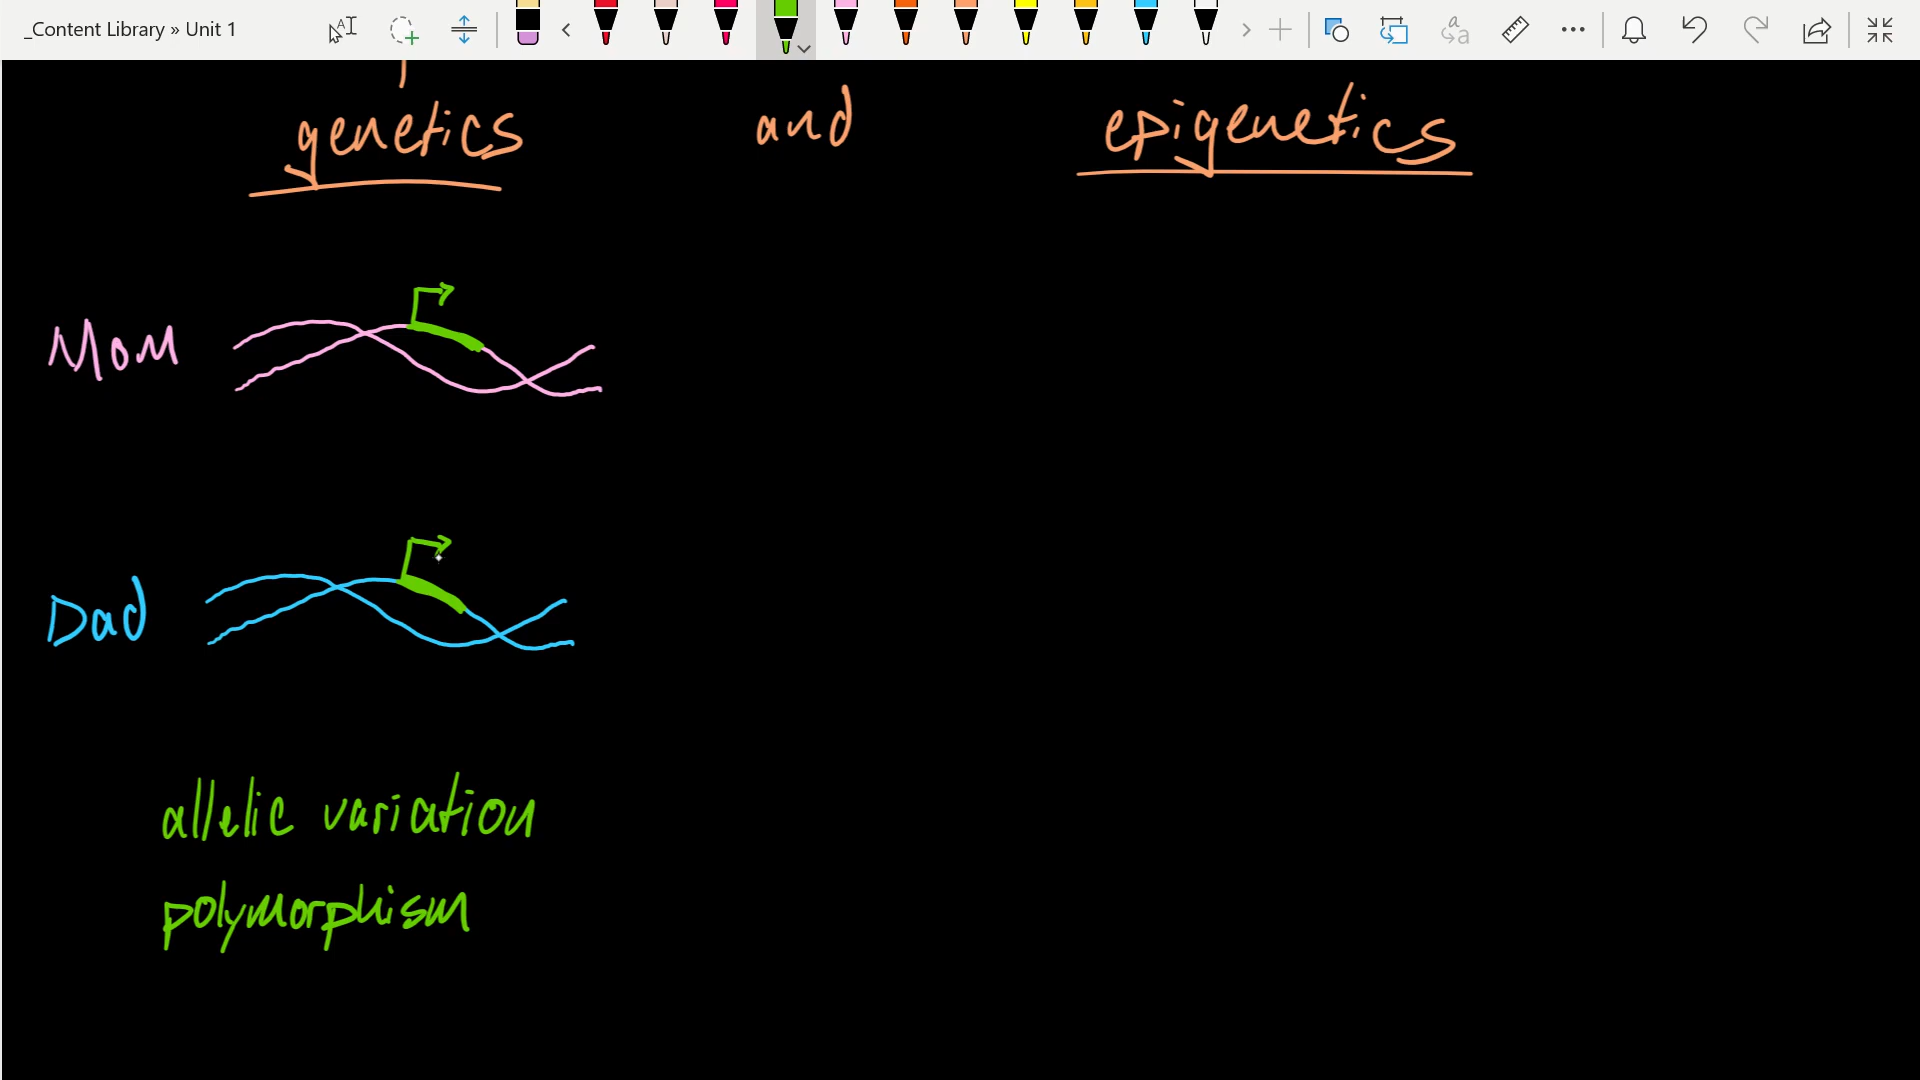 _Content Library » Unit 1
genetics and epigenetics
Mom
Dad
allelic variation
polymorphism